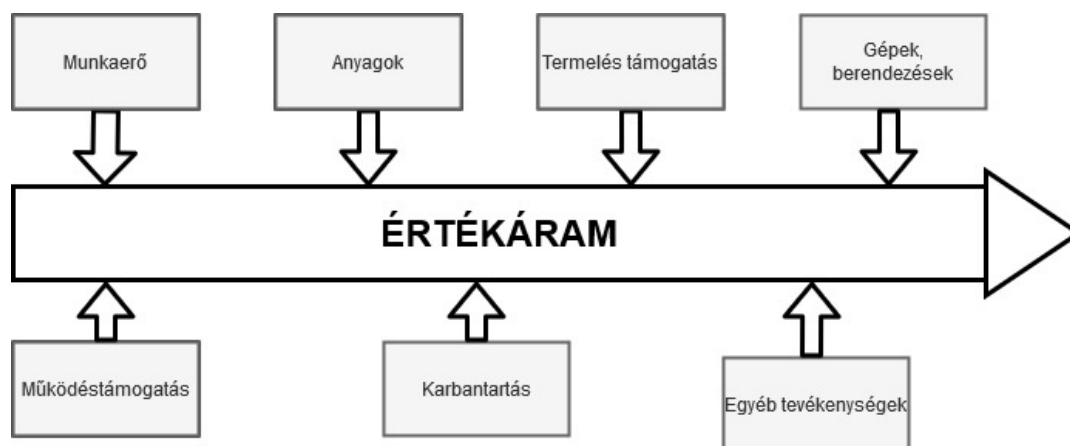 Munkaerő
Anyagok
Termelés támogatás
Gépek,
berendezések
ÉRTÉKÁRAM
Működéstámogatás
Karbantartás
Egyéb tevékenységek